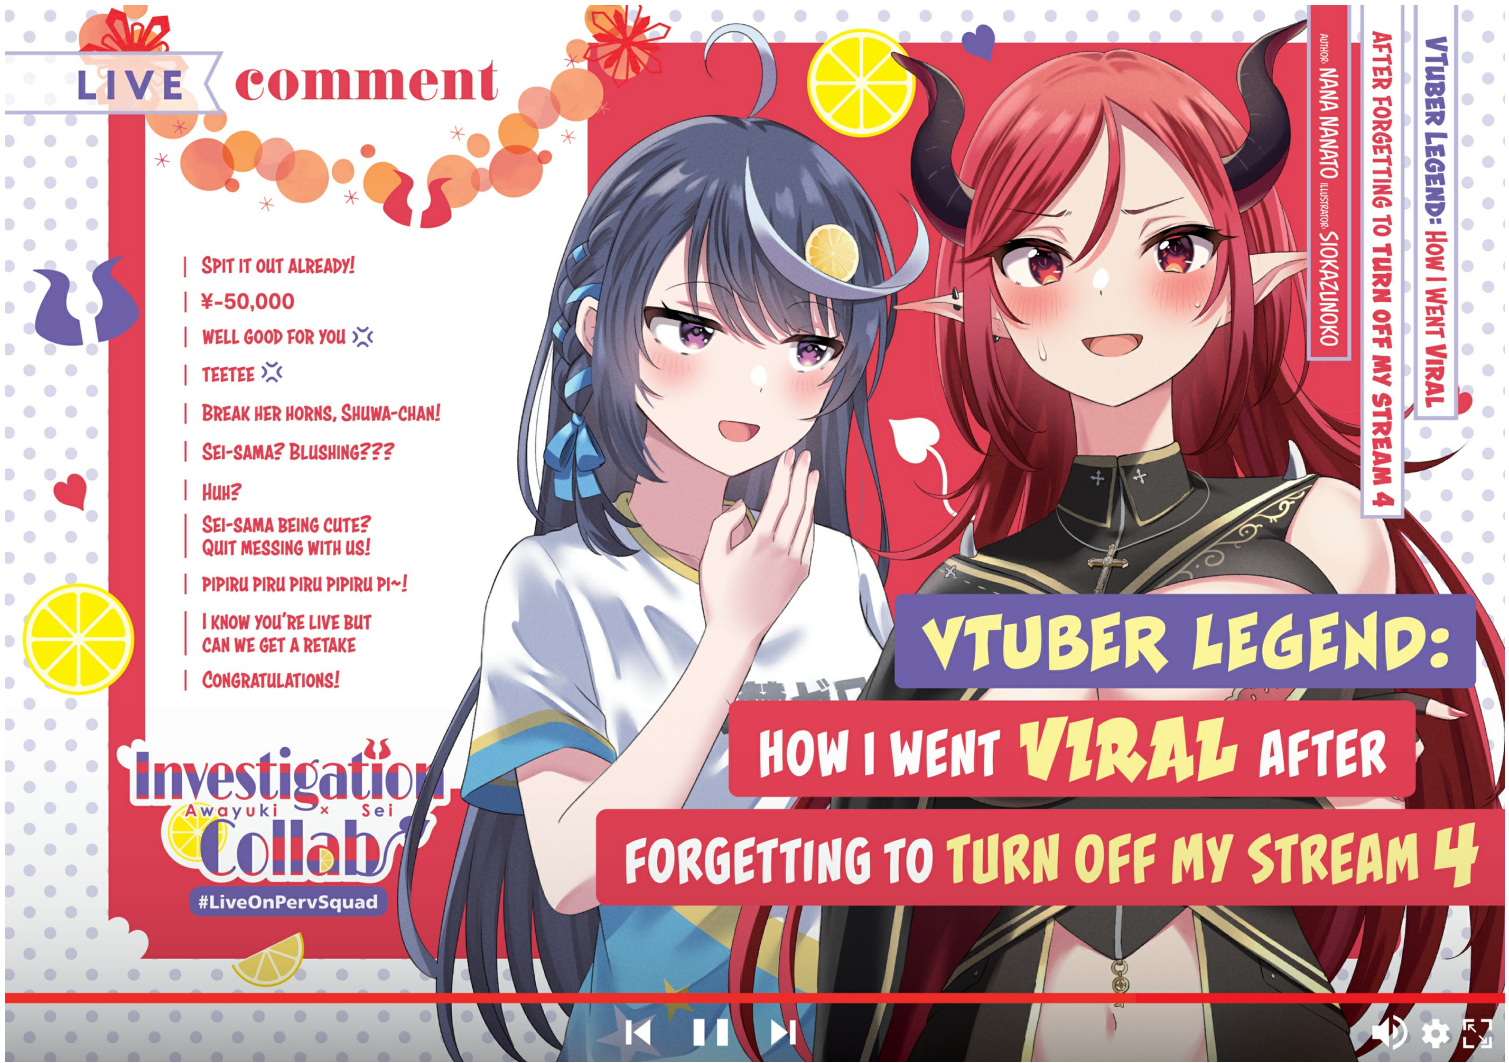 LIVE comment
SPIT IT OUT ALREADY!
¥-50,000
WELL GOOD FOR YOU
TEETEE
BREAK HER HORNS, SHUWA-CHAN!
SEI-SAMA? BLUSHING???
HUH?
SEI-SAMA BEING CUTE?
QUIT MESSING WITH US!
PIPIRU PIRU PIRU PIPIRU PI~!
I KNOW YOU'RE LIVE BUT
CAN WE GET A RETAKE
CONGRATULATIONS!
Investigation
Awayuki × Sei
Collab
#LiveOnPervSquad
VTUBER LEGEND: HOW I WENT VIRAL
AFTER FORGETTING TO TURN OFF MY STREAM 4
AUTHOR: NANA NANATO ILLUSTRATOR: SIOKAZUNOKO
VTUBER LEGEND:
HOW I WENT VIRAL AFTER
FORGETTING TO TURN OFF MY STREAM 4